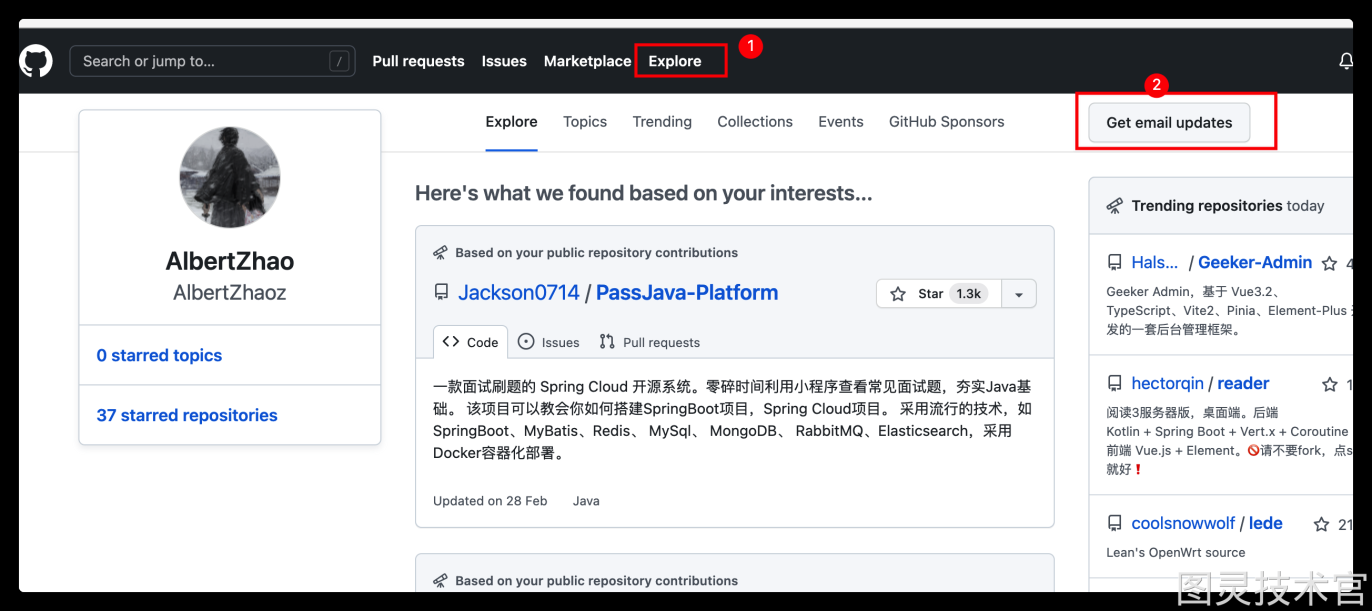 Search or jump to...
/
Pull requests
Issues
Marketplace
Explore
1
2
Explore
Topics
Trending
Collections
Events
GitHub Sponsors
Get email updates
AlbertZhao
AlbertZhaoz
0 starred topics
37 starred repositories
Here's what we found based on your interests...
Based on your public repository contributions
Jackson0714 / PassJava-Platform
Star 1.3k
Code
Issues
Pull requests
一款面试刷题的 Spring Cloud 开源系统。零碎时间利用小程序查看常见面试题，夯实Java基
础。 该项目可以教会你如何搭建SpringBoot项目，Spring Cloud项目。 采用流行的技术，如
SpringBoot、MyBatis、Redis、 MySql、 MongoDB、 RabbitMQ、Elasticsearch，采用
Docker容器化部署。
Updated on 28 Feb
Java
Based on your public repository contributions
Trending repositories today
Hals... / Geeker-Admin
4
Geeker Admin，基于 Vue3.2、
TypeScript、Vite2、Pinia、Element-Plus
发的一套后台管理框架。
hectorqin / reader
1
阅读3服务器版，桌面端。后端
Kotlin + Spring Boot + Vert.x + Coroutine
前端 Vue.js + Element。🚫请不要fork，点s
就好❗
coolsnowwolf / lede
21
Lean's OpenWrt source
图灵技术官